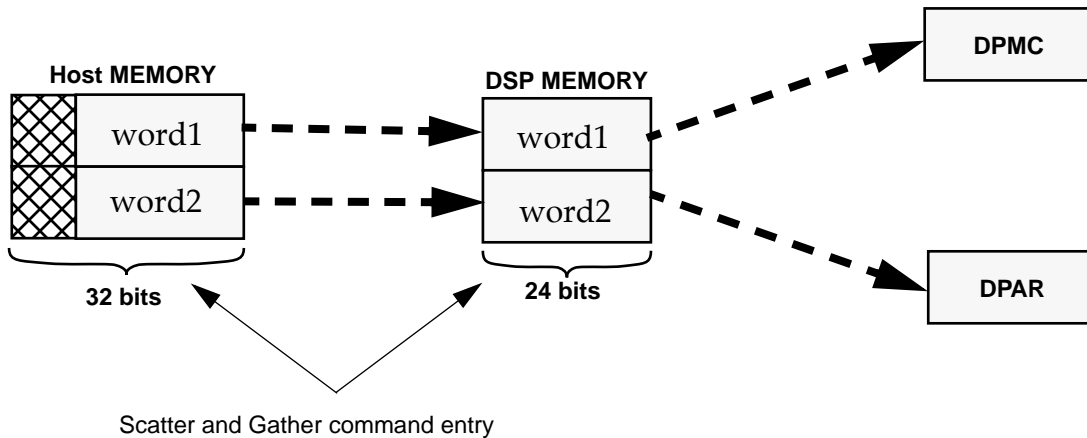 DPMC
Host MEMORY
DSP MEMORY
word1
word1
word2
word2
32 bits
24 bits
DPAR
Scatter and Gather command entry